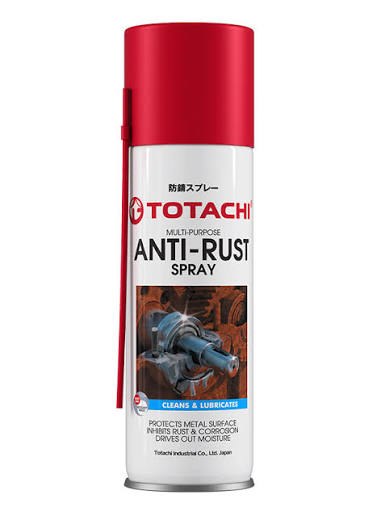 防錆スプレー
TOTACHI
MULTI-PURPOSE
ANTI-RUST
SPRAY
CLEANS & LUBRICATES
PROTECTS METAL SURFACE
INHIBITS RUST & CORROSION
DRIVES OUT MOISTURE
Totachi Industrial Co., Ltd. Japan